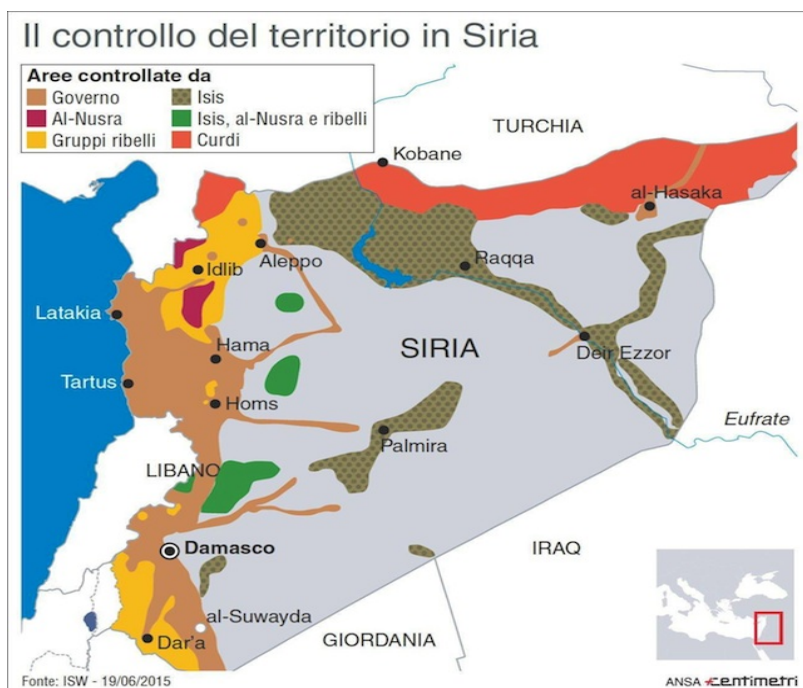 Il controllo del territorio in Siria
Aree controllate da
Governo
Isis
Al-Nusra
Isis, al-Nusra e ribelli
Gruppi ribelli
Curdi
TURCHIA
Kobane
al-Hasaka
Aleppo
Idlib
Raqqa
Latakia
Hama
SIRIA
Deir Ezzor
Tartus
Homs
Eufrate
Palmira
LIBANO
Damasco
IRAQ
al-Suwayda
Dar'a
GIORDANIA
Fonte: ISW - 19/06/2015
ANSA centimetri